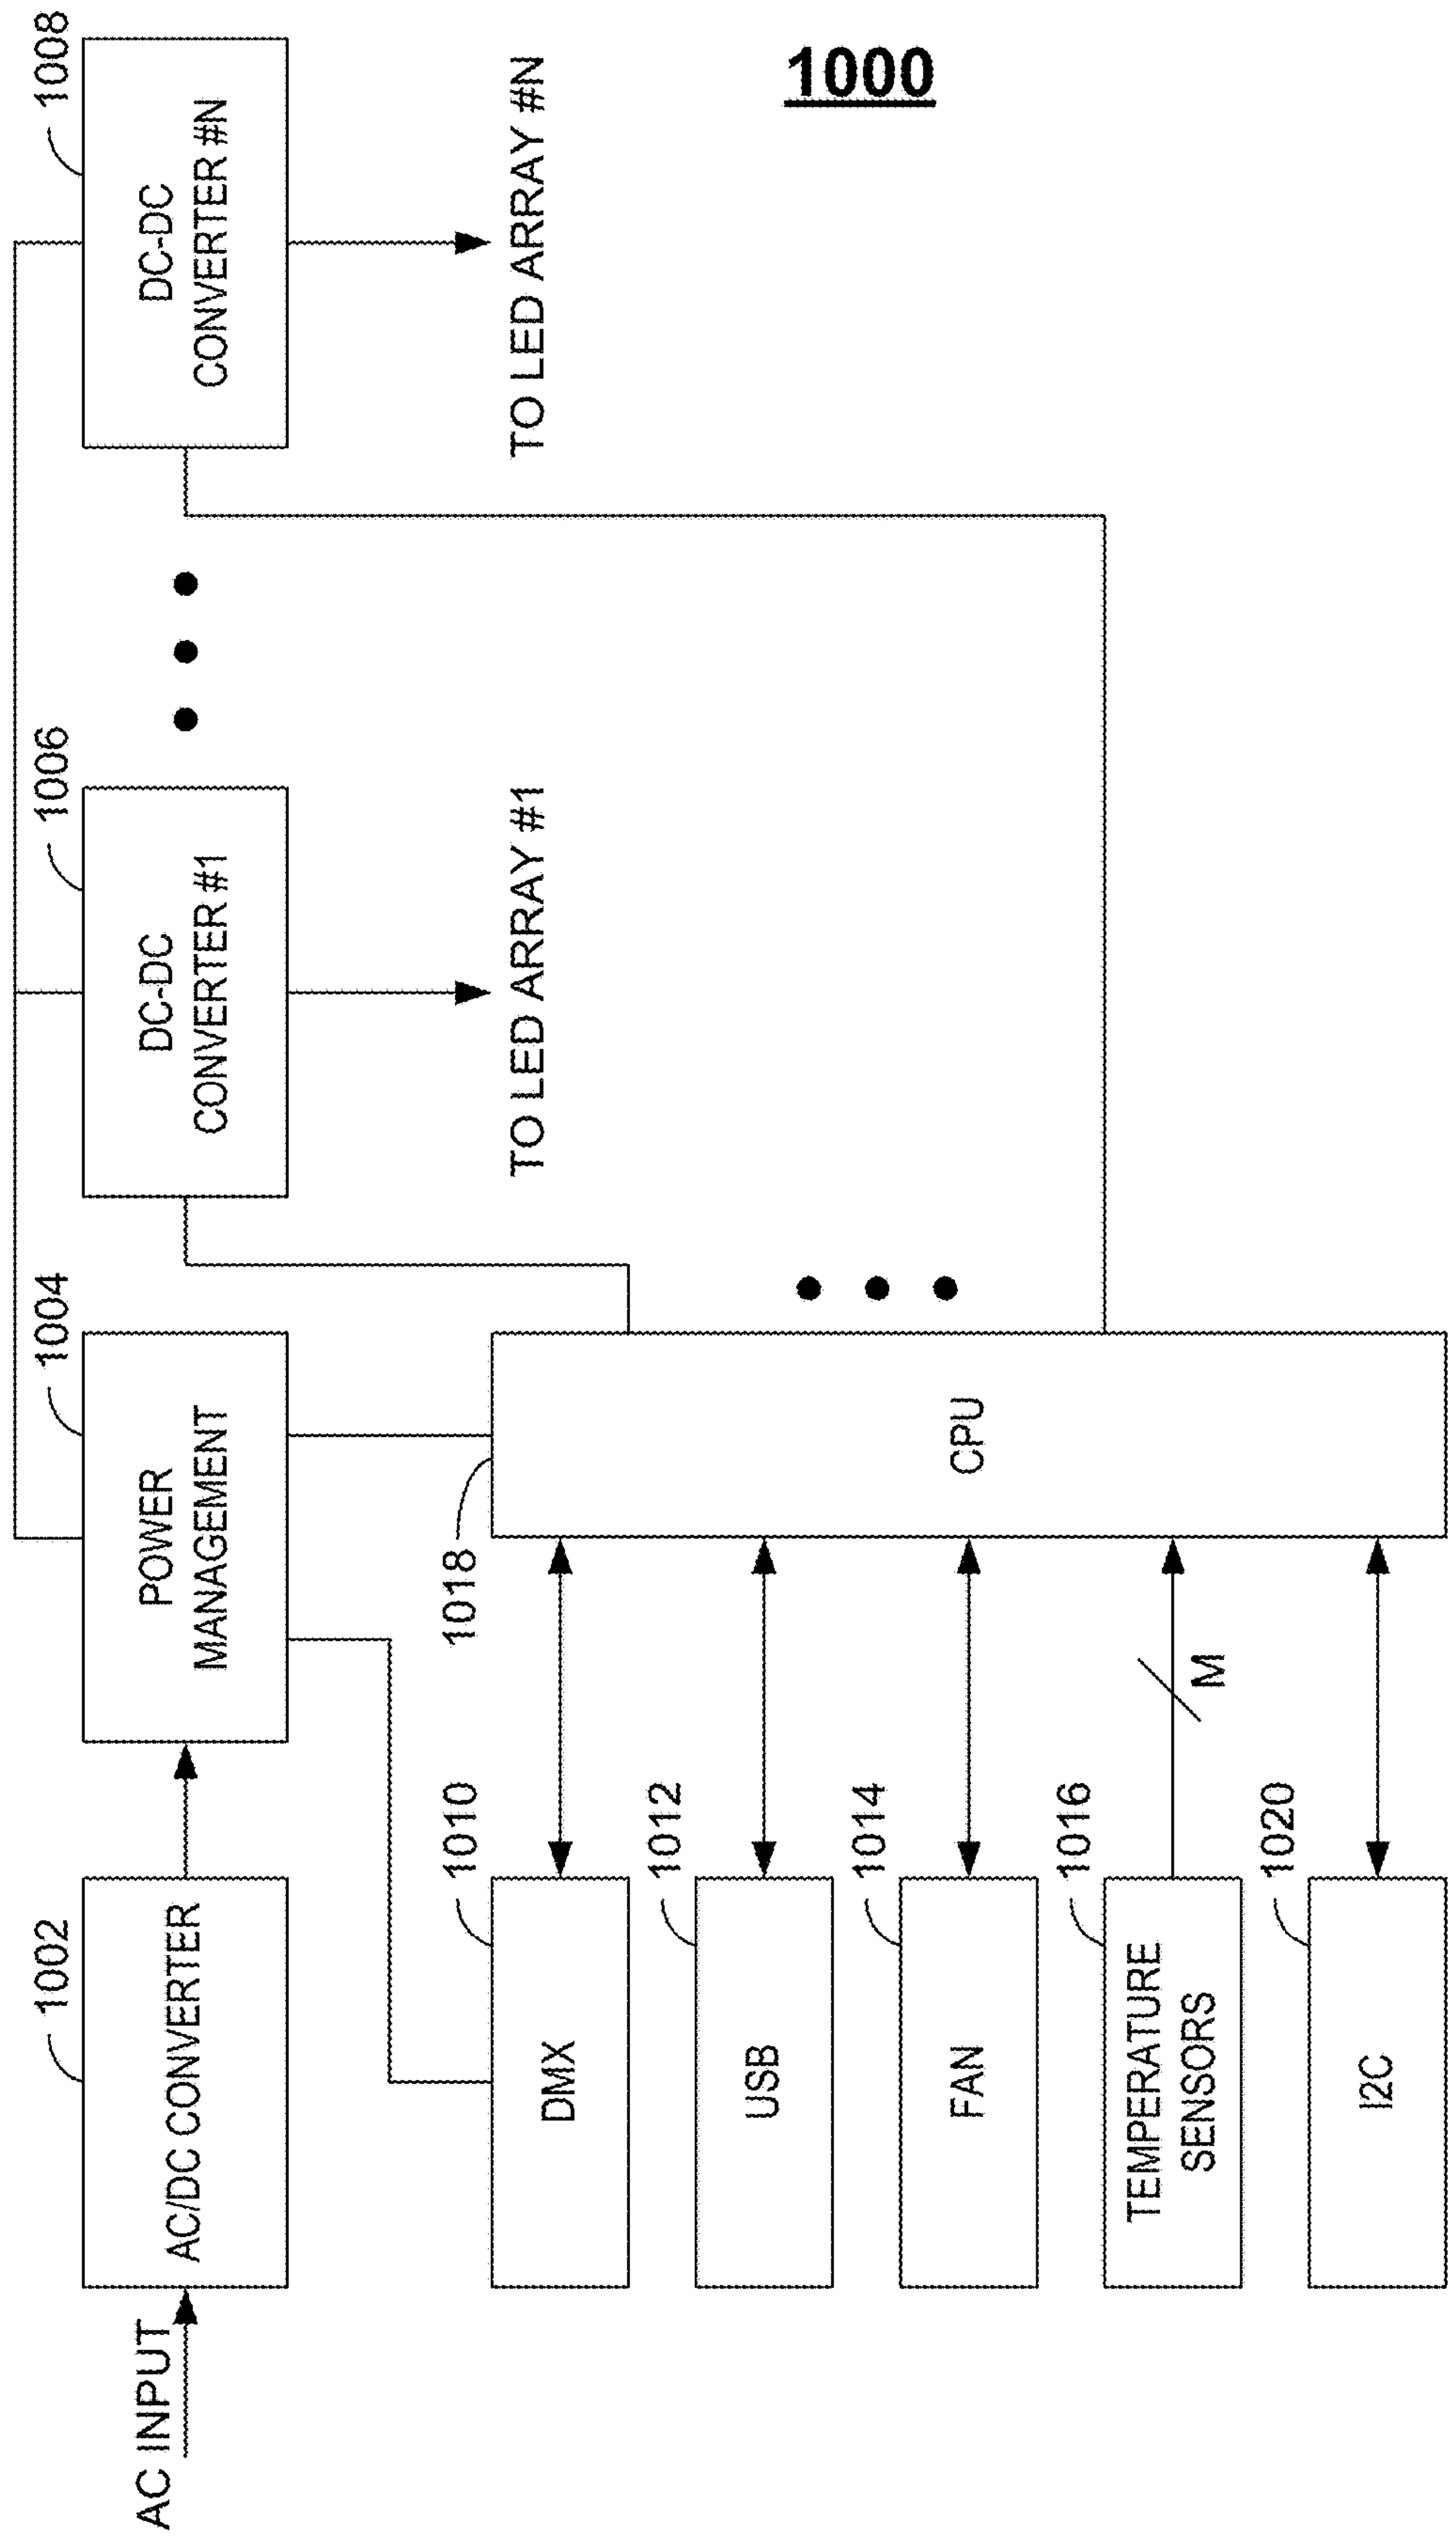 1000
AC INPUT
1002
AC/DC CONVERTER
1004
POWER
MANAGEMENT
1006
DC-DC
CONVERTER #1
1008
DC-DC
CONVERTER #N
TO LED ARRAY #1
TO LED ARRAY #N
1010
DMX
1018
CPU
1012
USB
1014
FAN
1016
TEMPERATURE
SENSORS
M
1020
I2C